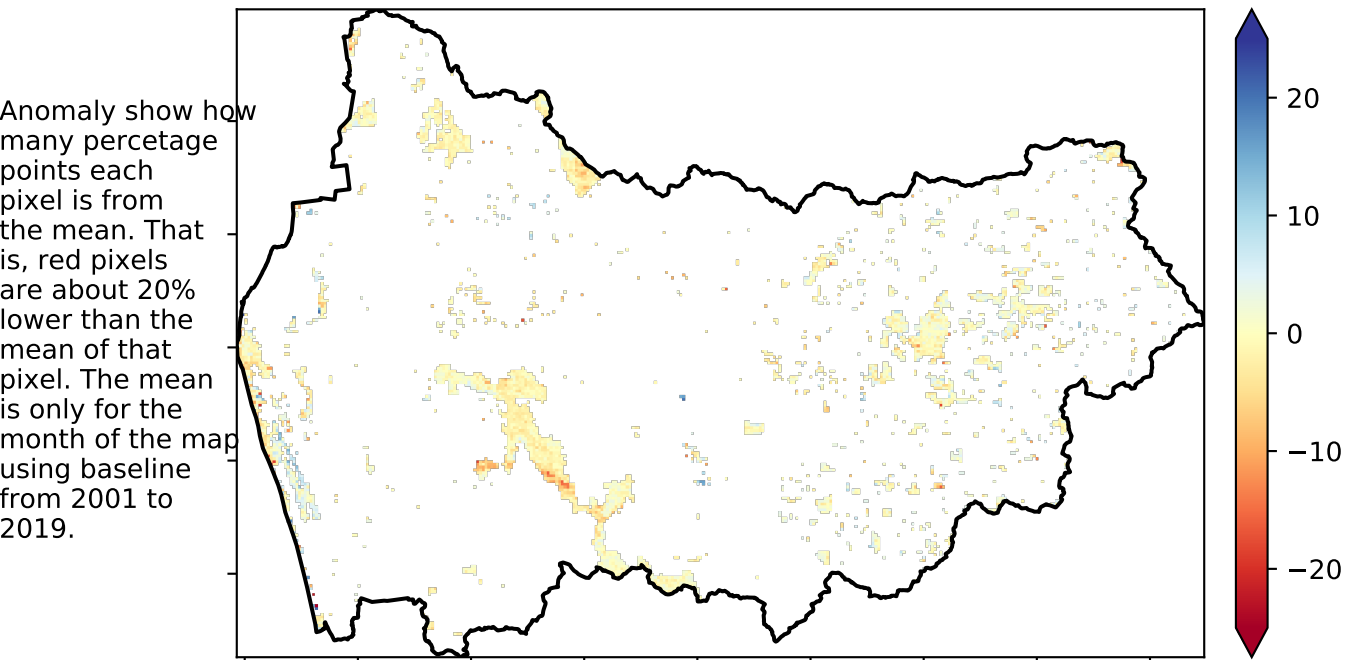 Anomaly show how
many percetage
points each
pixel is from
the mean. That
is, red pixels
are about 20%
lower than the
mean of that
pixel. The mean
is only for the
month of the map
using baseline
from 2001 to
2019.
20
10
0
−10
−20